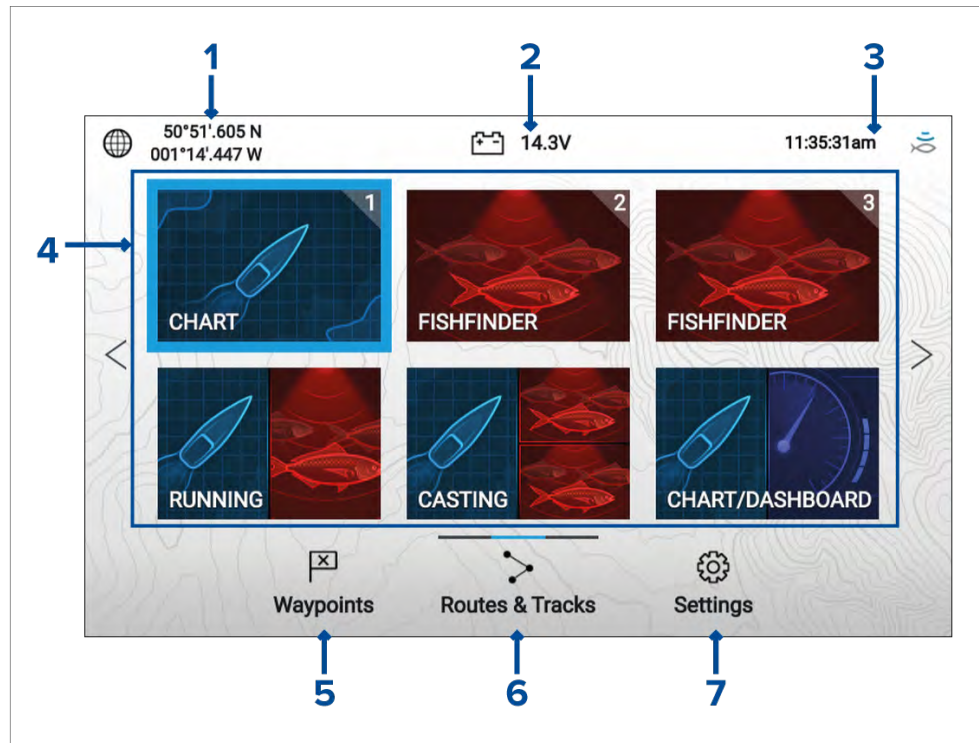 1 2 3
50°51'.605 N
001°14'.447 W
14.3V
11:35:31am
4
1
CHART
2
FISHFINDER
3
FISHFINDER
RUNNING
CASTING
CHART/DASHBOARD
Waypoints
Routes & Tracks
Settings
5 6 7